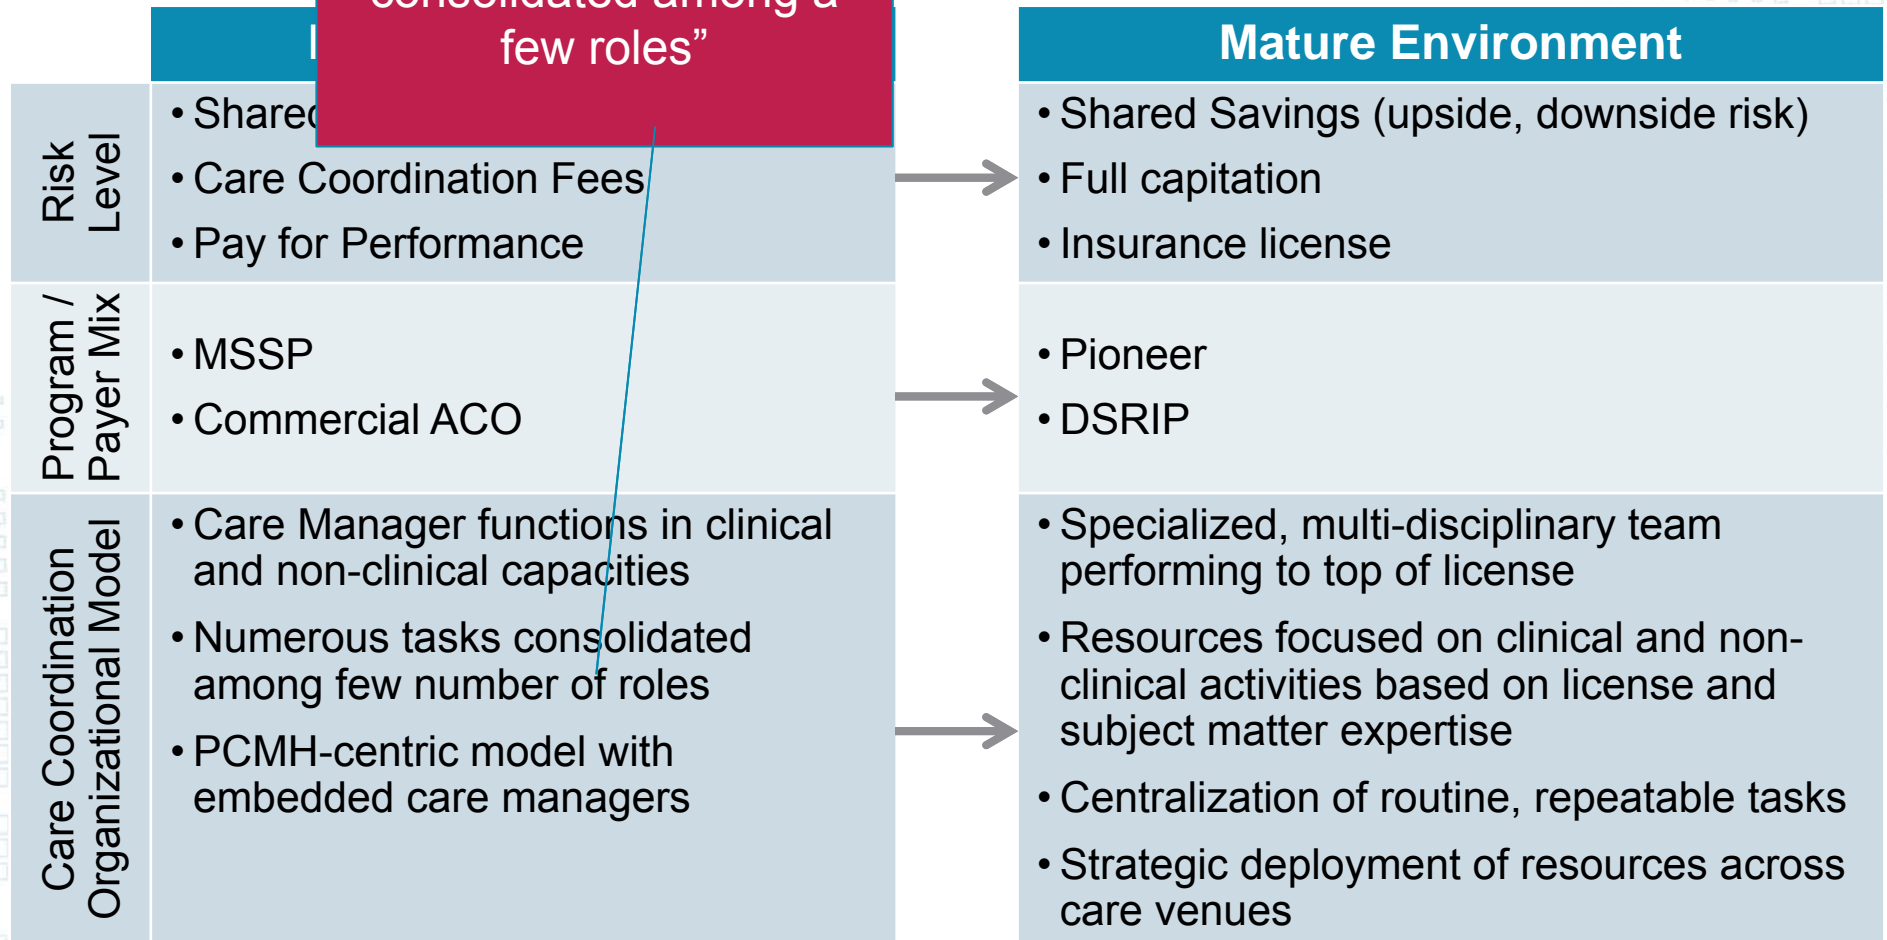 consolidated among a
few roles”
Mature Environment
Risk
Level
• Shared
• Care Coordination Fees
• Pay for Performance
• Shared Savings (upside, downside risk)
• Full capitation
• Insurance license
Program /
Payer Mix
• MSSP
• Commercial ACO
• Pioneer
• DSRIP
Care Coordination
Organizational Model
• Care Manager functions in clinical
and non-clinical capacities
• Numerous tasks consolidated
among few number of roles
• PCMH-centric model with
embedded care managers
• Specialized, multi-disciplinary team
performing to top of license
• Resources focused on clinical and non-
clinical activities based on license and
subject matter expertise
• Centralization of routine, repeatable tasks
• Strategic deployment of resources across
care venues